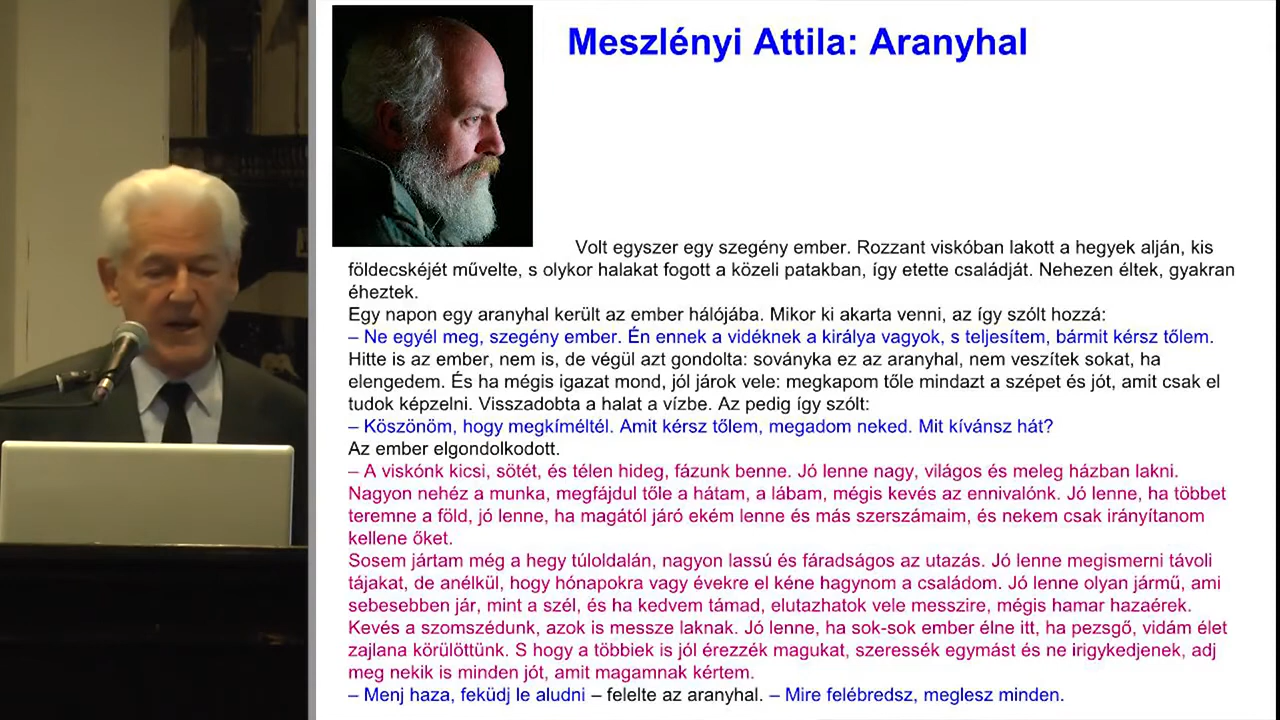 Meszlényi Attila: Aranyhal
Volt egyszer egy szegény ember. Rozzant viskóban lakott a hegyek alján, kis
földecskéjét művelte, s olykor halakat fogott a közeli patakban, így etette családját. Nehezen éltek, gyakran
éheztek.
Egy napon egy aranyhal került az ember hálójába. Mikor ki akarta venni, az így szólt hozzá:
– Ne egyél meg, szegény ember. Én ennek a vidéknek a királya vagyok, s teljesítem, bármit kérsz tőlem.
Hitte is az ember, nem is, de végül azt gondolta: soványka ez az aranyhal, nem veszítek sokat, ha
elengedem. És ha mégis igazat mond, jól járok vele: megkapom tőle mindazt a szépet és jót, amit csak el
tudok képzelni. Visszadobta a halat a vízbe. Az pedig így szólt:
– Köszönöm, hogy megkíméltél. Amit kérsz tőlem, megadom neked. Mit kívánsz hát?
Az ember elgondolkodott.
– A viskónk kicsi, sötét, és télen hideg, fázunk benne. Jó lenne nagy, világos és meleg házban lakni.
Nagyon nehéz a munka, megfájdul tőle a hátam, a lábam, mégis kevés az ennivalónk. Jó lenne, ha többet
teremne a föld, jó lenne, ha magától járó ekém lenne és más szerszámaim, és nekem csak irányítanom
kellene őket.
Sosem jártam még a hegy túloldalán, nagyon lassú és fáradságos az utazás. Jó lenne megismerni távoli
tájakat, de anélkül, hogy hónapokra vagy évekre el kéne hagynom a családom. Jó lenne olyan jármű, ami
sebesebben jár, mint a szél, és ha kedvem támad, elutazhatok vele messzire, mégis hamar hazaérek.
Kevés a szomszédunk, azok is messze laknak. Jó lenne, ha sok-sok ember élne itt, ha pezsgő, vidám élet
zajlana körülöttünk. S hogy a többiek is jól érezzék magukat, szeressék egymást és ne irigykedjenek, adj
meg nekik is minden jót, amit magamnak kértem.
– Menj haza, feküdj le aludni – felelte az aranyhal. – Mire felébredsz, meglesz minden.